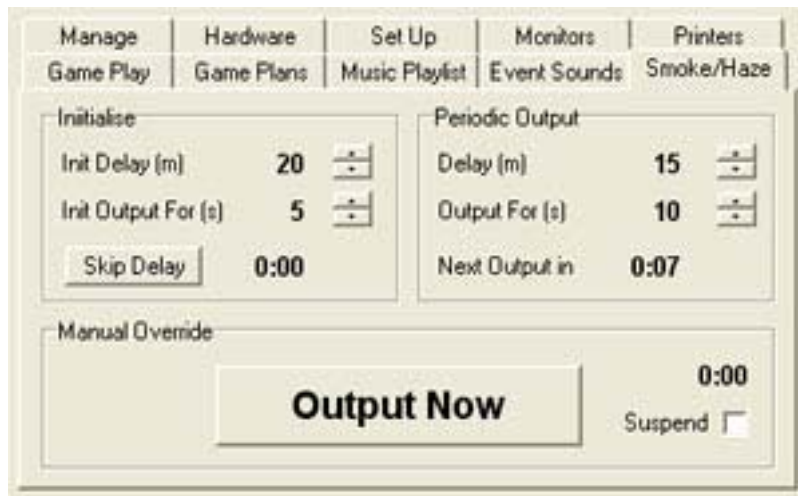 Manage Hardware Set Up Monitors Printers
Game Play Game Plans Music Playlist Event Sounds Smoke/Haze
Initialise
Init Delay (m) 20
Init Output For (s) 5
Skip Delay 0:00
Periodic Output
Delay (m) 15
Output For (s) 10
Next Output in 0:07
Manual Override
Output Now
0:00
Suspend